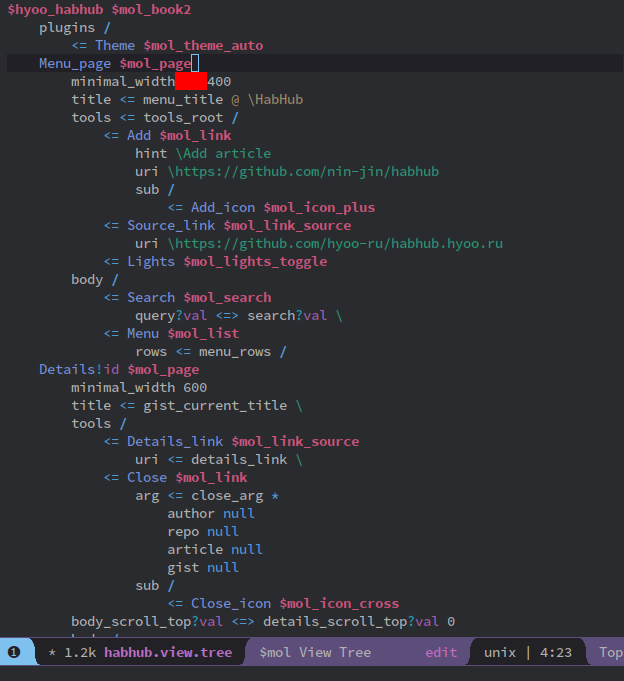 $hyoo_habhub $mol_book2
plugins /
<= Theme $mol_theme_auto
Menu_page $mol_page
minimal_width 400
title <= menu_title @ \HabHub
tools <= tools_root /
<= Add $mol_link
hint \Add article
uri \https://github.com/nin-jin/habhub
sub /
<= Add_icon $mol_icon_plus
<= Source_link $mol_link_source
uri \https://github.com/hyoo-ru/habhub.hyoo.ru
<= Lights $mol_lights_toggle
body /
<= Search $mol_search
query?val <=> search?val \
<= Menu $mol_list
rows <= menu_rows /
Details!id $mol_page
minimal_width 600
title <= gist_current_title \
tools /
<= Details_link $mol_link_source
uri <= details_link \
<= Close $mol_link
arg <= close_arg *
author null
repo null
article null
gist null
sub /
<= Close_icon $mol_icon_cross
body_scroll_top?val <=> details_scroll_top?val 0
1 * 1.2k habhub.view.tree $mol View Tree edit unix | 4:23 Top